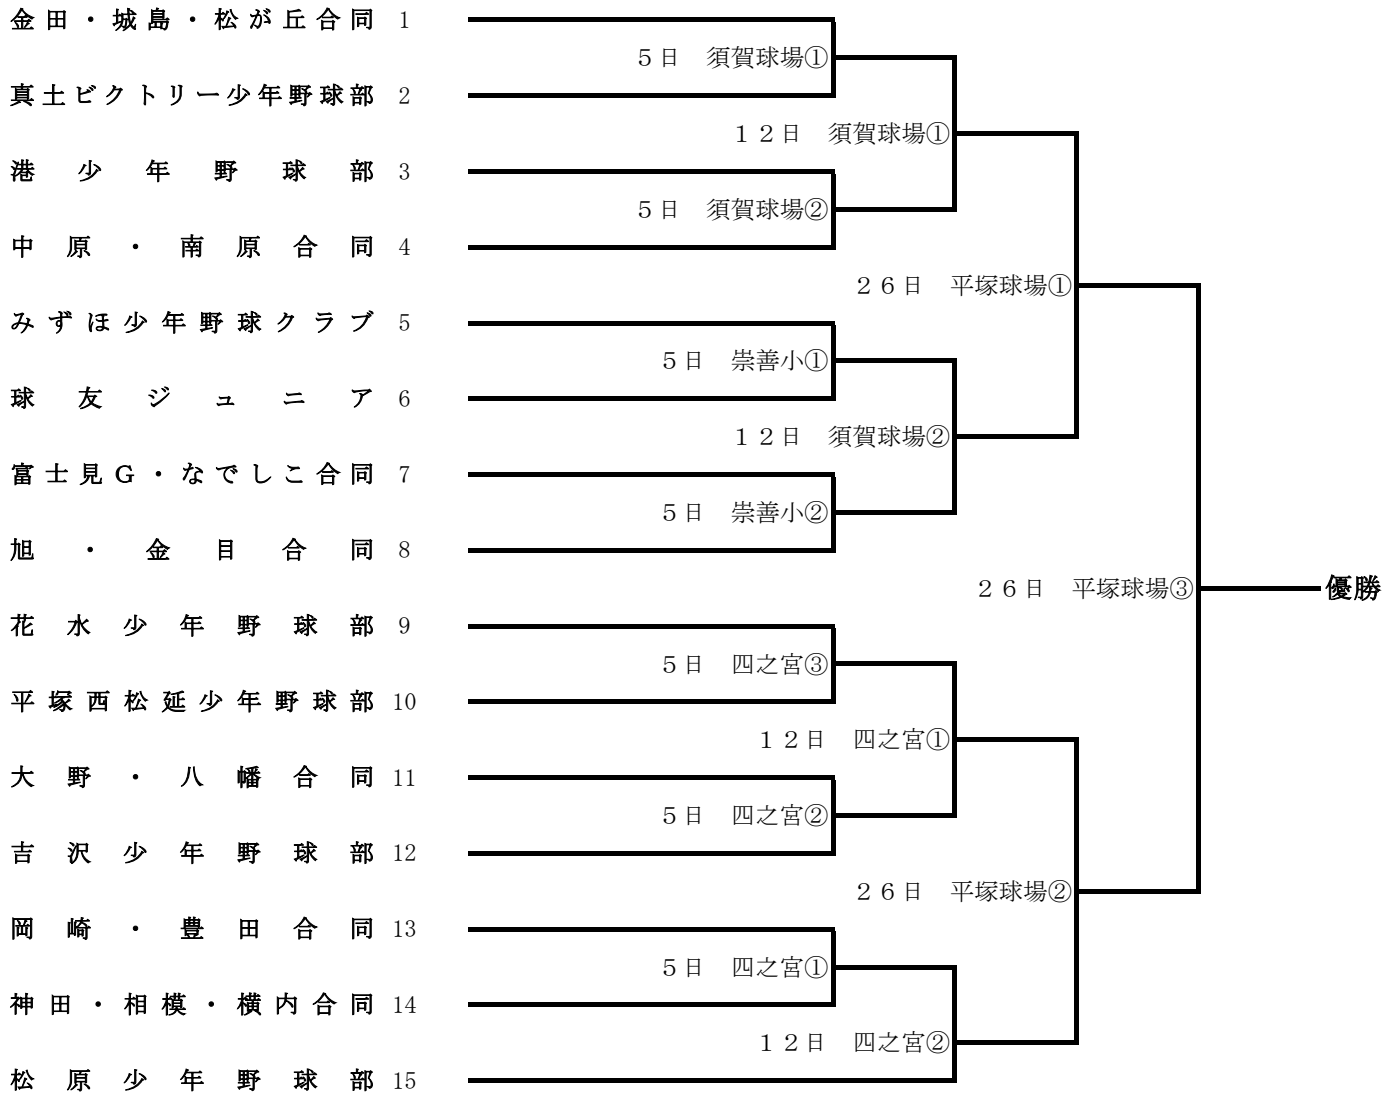 金田・城島・松が丘合同 1
５日　須賀球場①
真土ビクトリー少年野球部 2
１２日　須賀球場①
港少年野球部 3
５日　須賀球場②
中原・南原合同 4
２６日　平塚球場①
みずほ少年野球クラブ 5
５日　崇善小①
球友ジュニア 6
１２日　須賀球場②
富士見G・なでしこ合同 7
５日　崇善小②
旭・金目合同 8
２６日　平塚球場③
優勝
花水少年野球部 9
５日　四之宮③
平塚西松延少年野球部 10
１２日　四之宮①
大野・八幡合同 11
５日　四之宮②
吉沢少年野球部 12
２６日　平塚球場②
岡崎・豊田合同 13
５日　四之宮①
神田・相模・横内合同 14
１２日　四之宮②
松原少年野球部 15